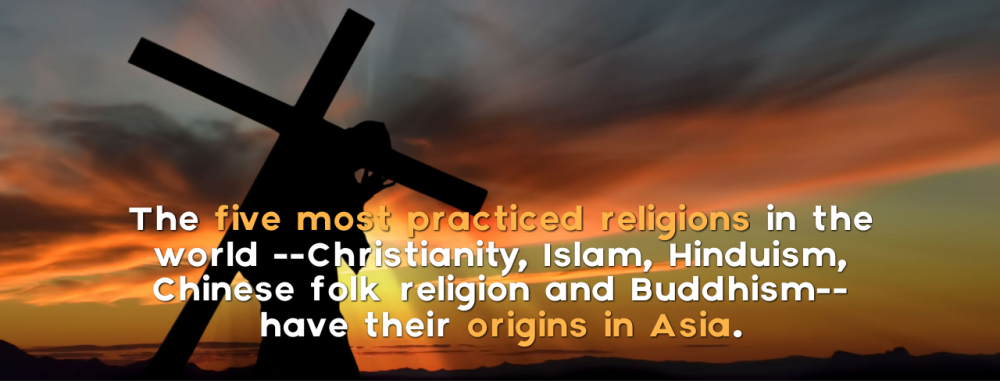 The five most practiced religions in the
world --Christianity, Islam, Hinduism,
Chinese folk religion and Buddhism--
have their origins in Asia.